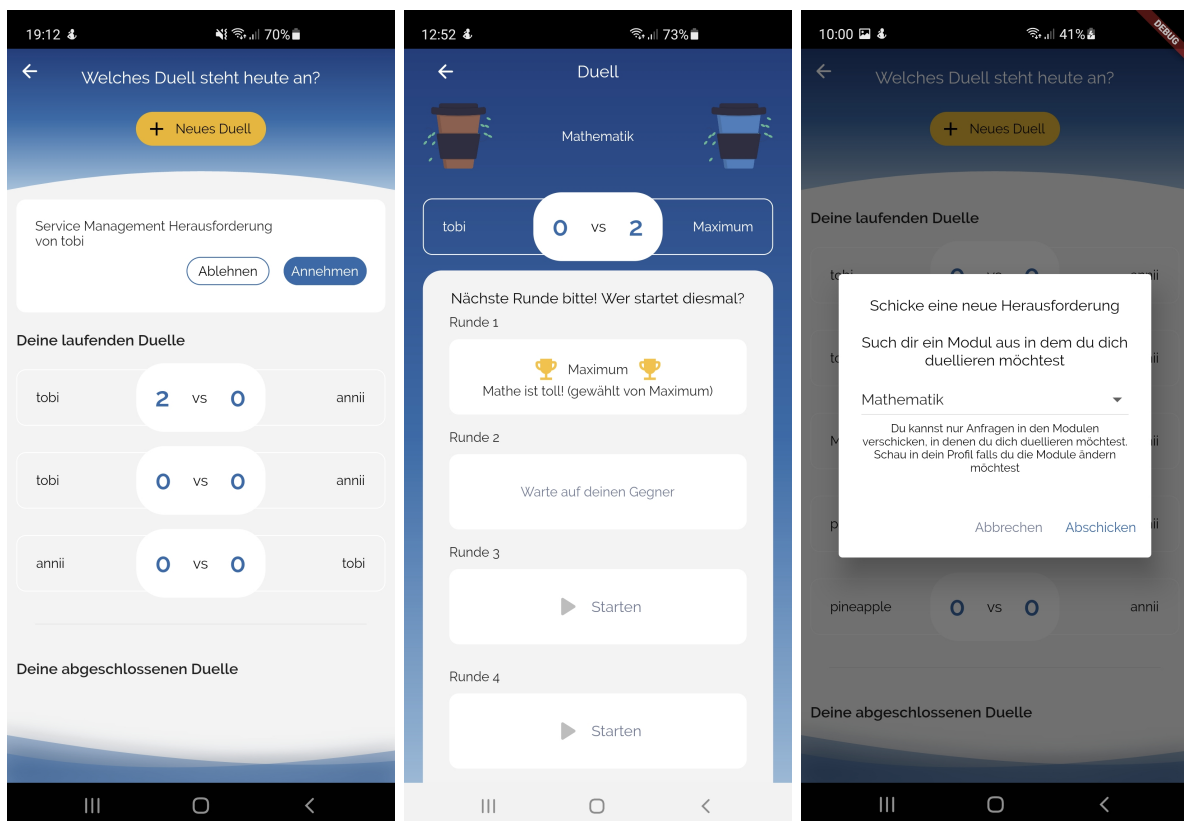 19:12
70%
Welches Duell steht heute an?
+ Neues Duell
Service Management Herausforderung
von tobi
Ablehnen
Annehmen
Deine laufenden Duelle
tobi 2 vs 0 annii
tobi 0 vs 0 annii
annii 0 vs 0 tobi
Deine abgeschlossenen Duelle
12:52
73%
Duell
Mathematik
tobi 0 vs 2 Maximum
Nächste Runde bitte! Wer startet diesmal?
Runde 1
Maximum
Mathe ist toll! (gewählt von Maximum)
Runde 2
Warte auf deinen Gegner
Runde 3
Starten
Runde 4
Starten
10:00
41%
DEBUG
Welches Duell steht heute an?
+ Neues Duell
Deine laufenden Duelle
Schicke eine neue Herausforderung
Such dir ein Modul aus in dem du dich
duellieren möchtest
Mathematik
Du kannst nur Anfragen in den Modulen
verschicken, in denen du dich duellieren möchtest.
Schau in dein Profil falls du die Module ändern
möchtest
Abbrechen
Abschicken
pineapple 0 vs 0 annii
Deine abgeschlossenen Duelle